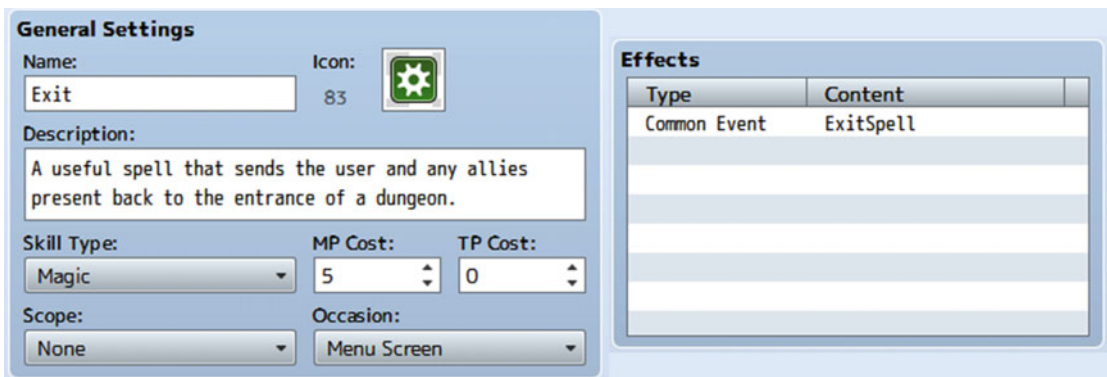 General Settings
Name:
Icon:
Exit
83
Description:
A useful spell that sends the user and any allies
present back to the entrance of a dungeon.
Skill Type:
MP Cost:
TP Cost:
Magic
5
0
Scope:
Occasion:
None
Menu Screen
Effects
Type
Content
Common Event
ExitSpell